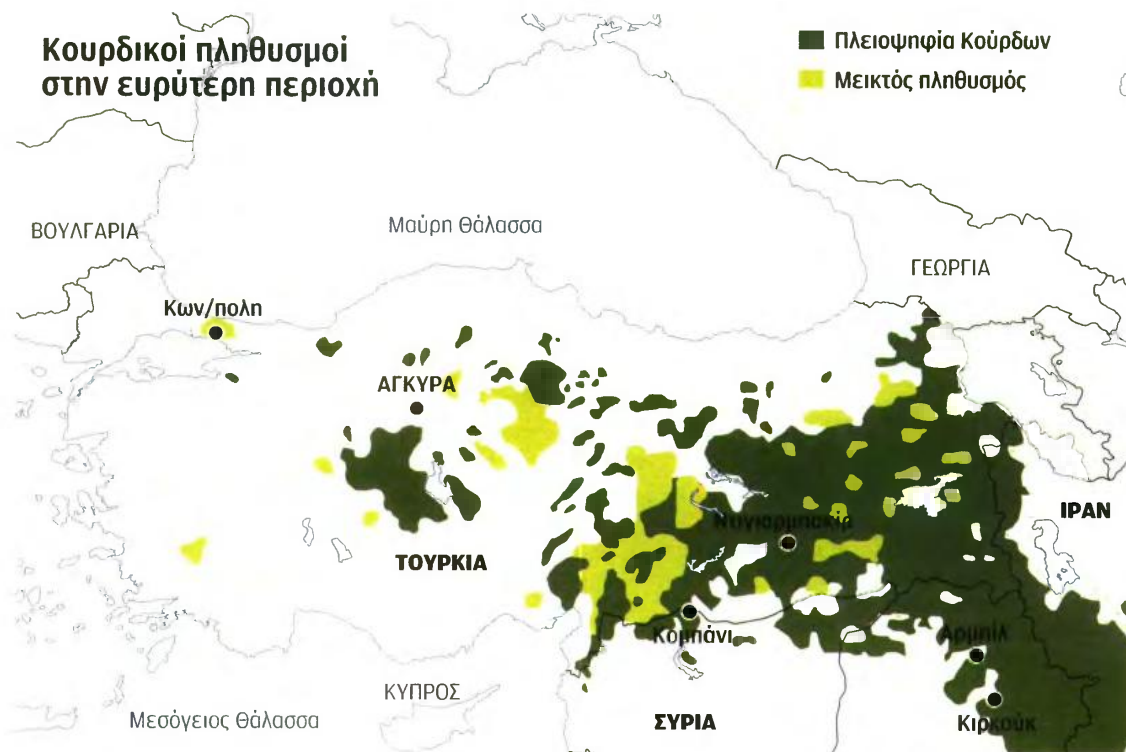 Κουρδικοί πληθυσμοί
στην ευρύτερη περιοχή
Πλειοψηφία Κούρδων
Μεικτός πληθυσμός
ΒΟΥΛΓΑΡΙΑ
Μαύρη Θάλασσα
ΓΕΩΡΓΙΑ
Κων/πολη
ΑΓΚΥΡΑ
ΙΡΑΝ
Ντιγιαρμπακίρ
ΤΟΥΡΚΙΑ
Κομπάνι
Αρμπίλ
ΚΥΠΡΟΣ
Μεσόγειος Θάλασσα
ΣΥΡΙΑ
Κιρκούκ